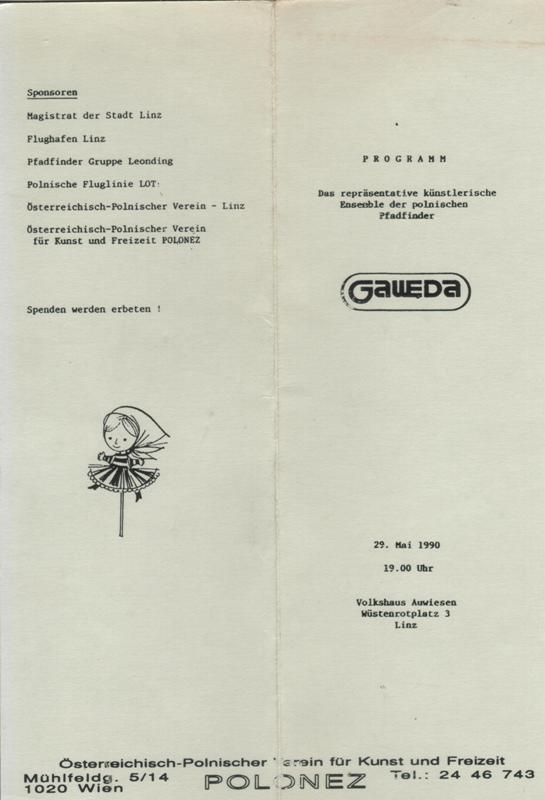 Sponsoren
Magistrat der Stadt Linz
Flughafen Linz
Pfadfinder Gruppe Leonding
Polnische Fluglinie LOT
Österreichisch-Polnischer Verein - Linz
Österreichisch-Polnischer Verein
für Kunst und Freizeit POLONEZ
Spenden werden erbeten !
PROGRAMM
Das repräsentative künstlerische
Ensemble der polnischen
Pfadfinder
GAWĘDA
29. Mai 1990
19.00 Uhr
Volkshaus Auwiesen
Wüstenrotplatz 3
Linz
Österreichisch-Polnischer Verein für Kunst und Freizeit
Mühlfeldg. 5/14
1020 Wien
POLONEZ
Tel.: 24 46 743